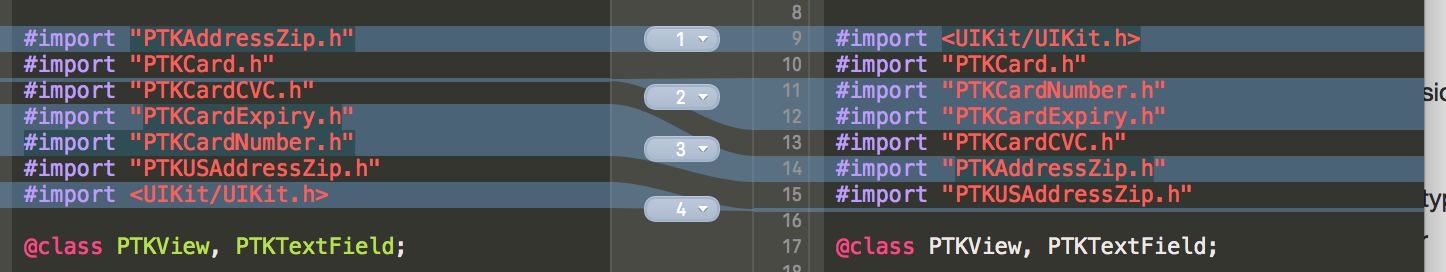 8
#import "PTKAddressZip.h" 1 9 #import <UIKit/UIKit.h>
#import "PTKCard.h" 10 #import "PTKCard.h"
#import "PTKCardCVC.h" 2 11 #import "PTKCardNumber.h"
#import "PTKCardExpiry.h" 12 #import "PTKCardExpiry.h"
#import "PTKCardNumber.h" 3 13 #import "PTKCardCVC.h"
#import "PTKUSAddressZip.h" 14 #import "PTKAddressZip.h"
#import <UIKit/UIKit.h> 4 15 #import "PTKUSAddressZip.h"
16
@class PTKView, PTKTextField; 17 @class PTKView, PTKTextField;
18